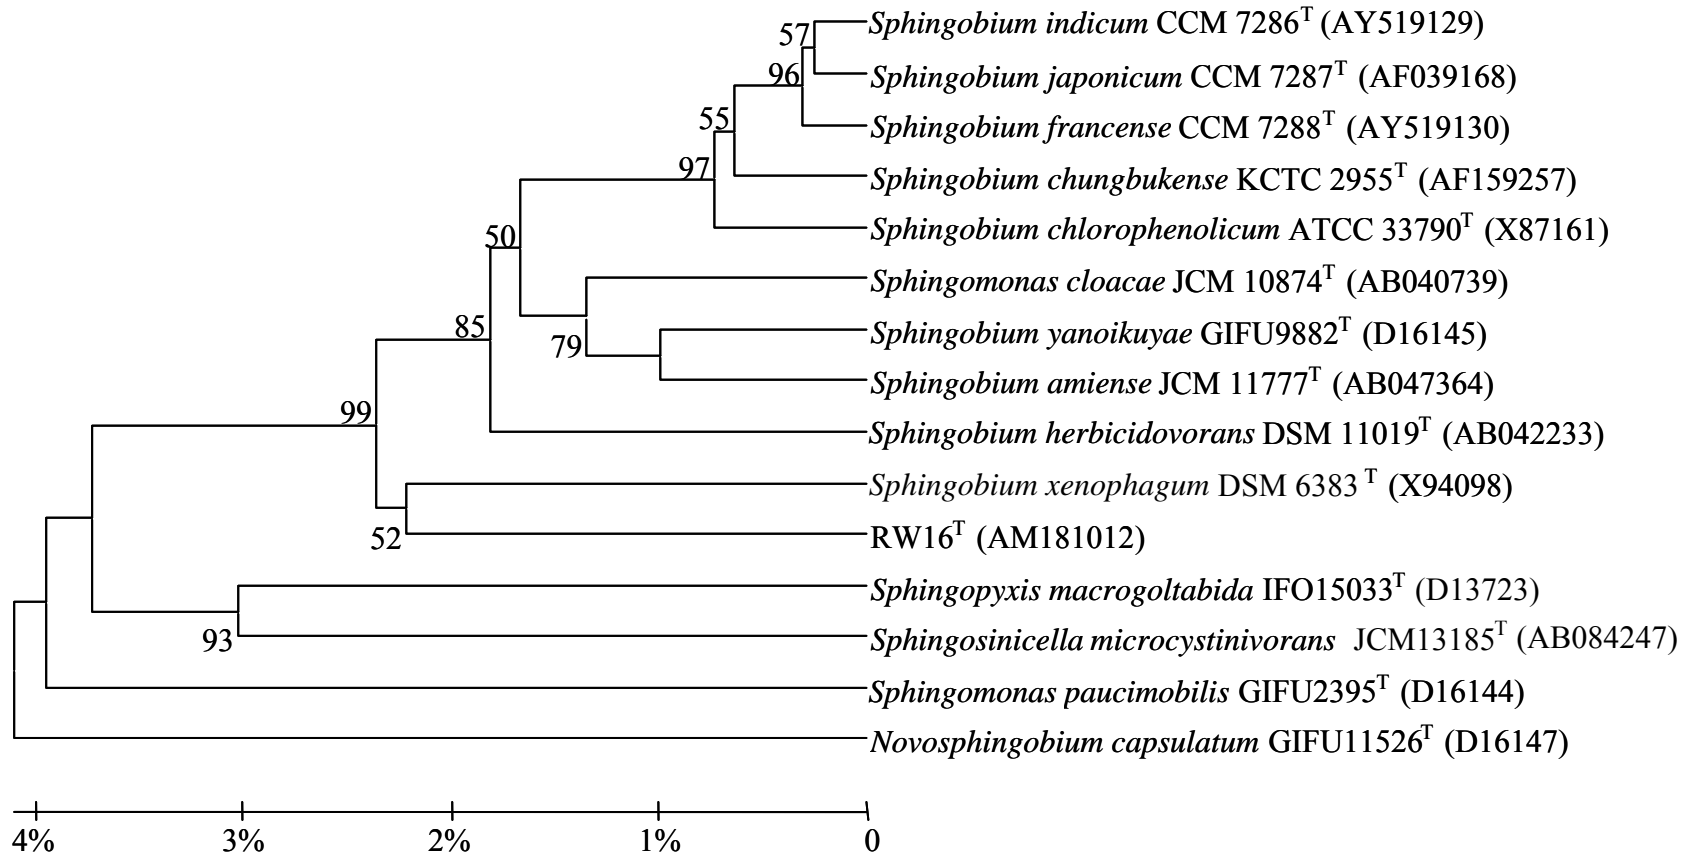 57
Sphingobium indicum CCM 7286T (AY519129)
96
Sphingobium japonicum CCM 7287T (AF039168)
55
Sphingobium francense CCM 7288T (AY519130)
97
Sphingobium chungbukense KCTC 2955T (AF159257)
50
Sphingobium chlorophenolicum ATCC 33790T (X87161)
Sphingomonas cloacae JCM 10874T (AB040739)
85
Sphingobium yanoikuyae GIFU9882T (D16145)
79
Sphingobium amiense JCM 11777T (AB047364)
99
Sphingobium herbicidovorans DSM 11019T (AB042233)
Sphingobium xenophagum DSM 6383 T (X94098)
52
RW16T (AM181012)
Sphingopyxis macrogoltabida IFO15033T (D13723)
93
Sphingosinicella microcystinivorans JCM13185T (AB084247)
Sphingomonas paucimobilis GIFU2395T (D16144)
Novosphingobium capsulatum GIFU11526T (D16147)
4% 3% 2% 1% 0